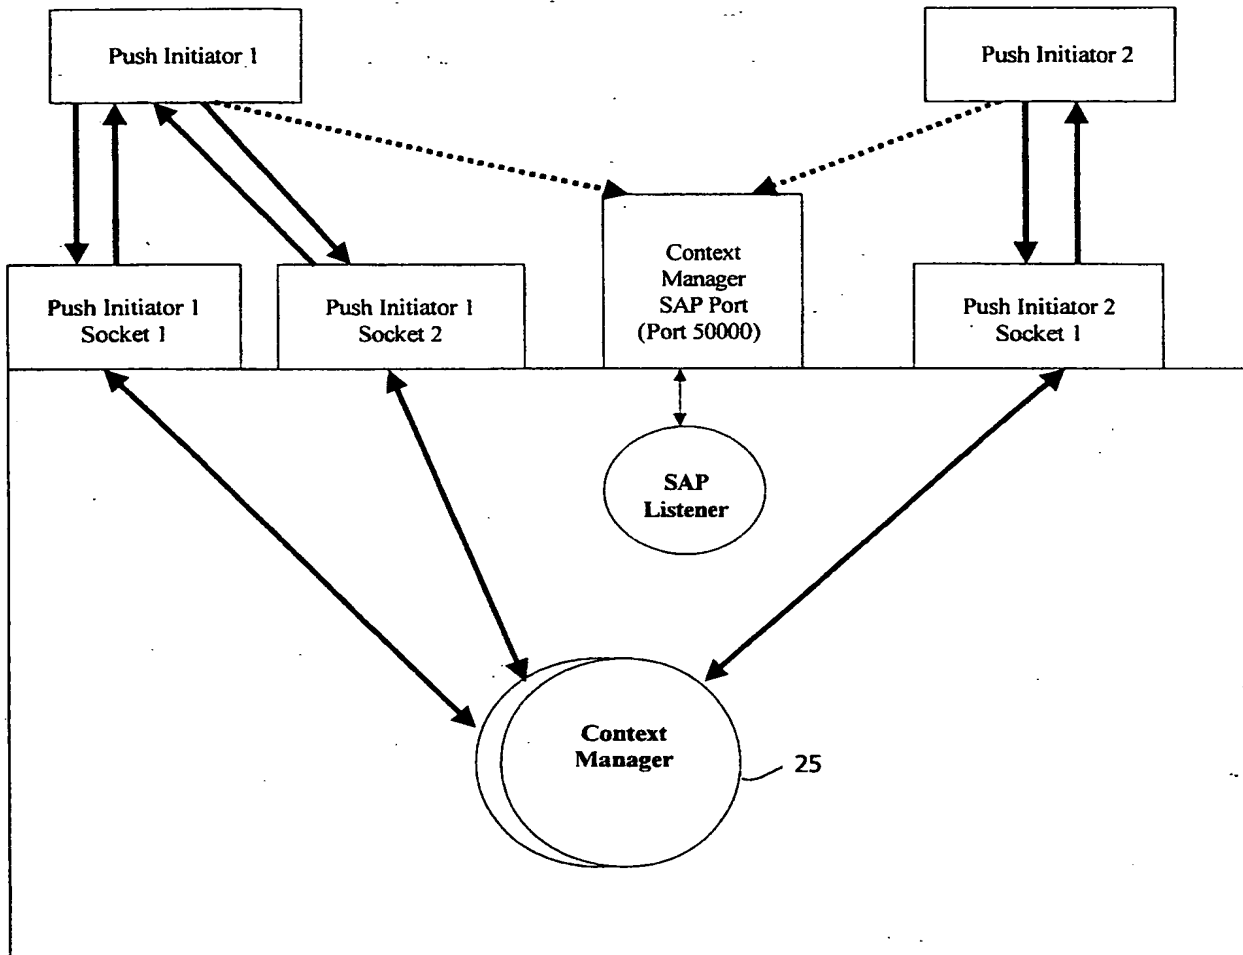 Push Initiator 1
Push Initiator 2
Context
Manager
SAP Port
(Port 50000)
Push Initiator 1
Socket 1
Push Initiator 1
Socket 2
Push Initiator 2
Socket 1
SAP
Listener
Context
Manager
25